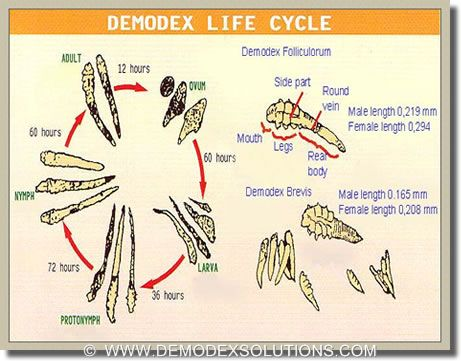 DEMODEX LIFE CYCLE
ADULT
12 hours
OVUM
60 hours
60 hours
NYMPH
LARVA
72 hours
36 hours
PROTONYMPH
Demodex Folliculorum
Side part
Round
vein
Male length 0,219 mm
Female length 0,294
Mouth
Legs
Rear
body
Demodex Brevis
Male length 0.165 mm
Female length 0,208 mm
© WWW.DEMODEXSOLUTIONS.COM